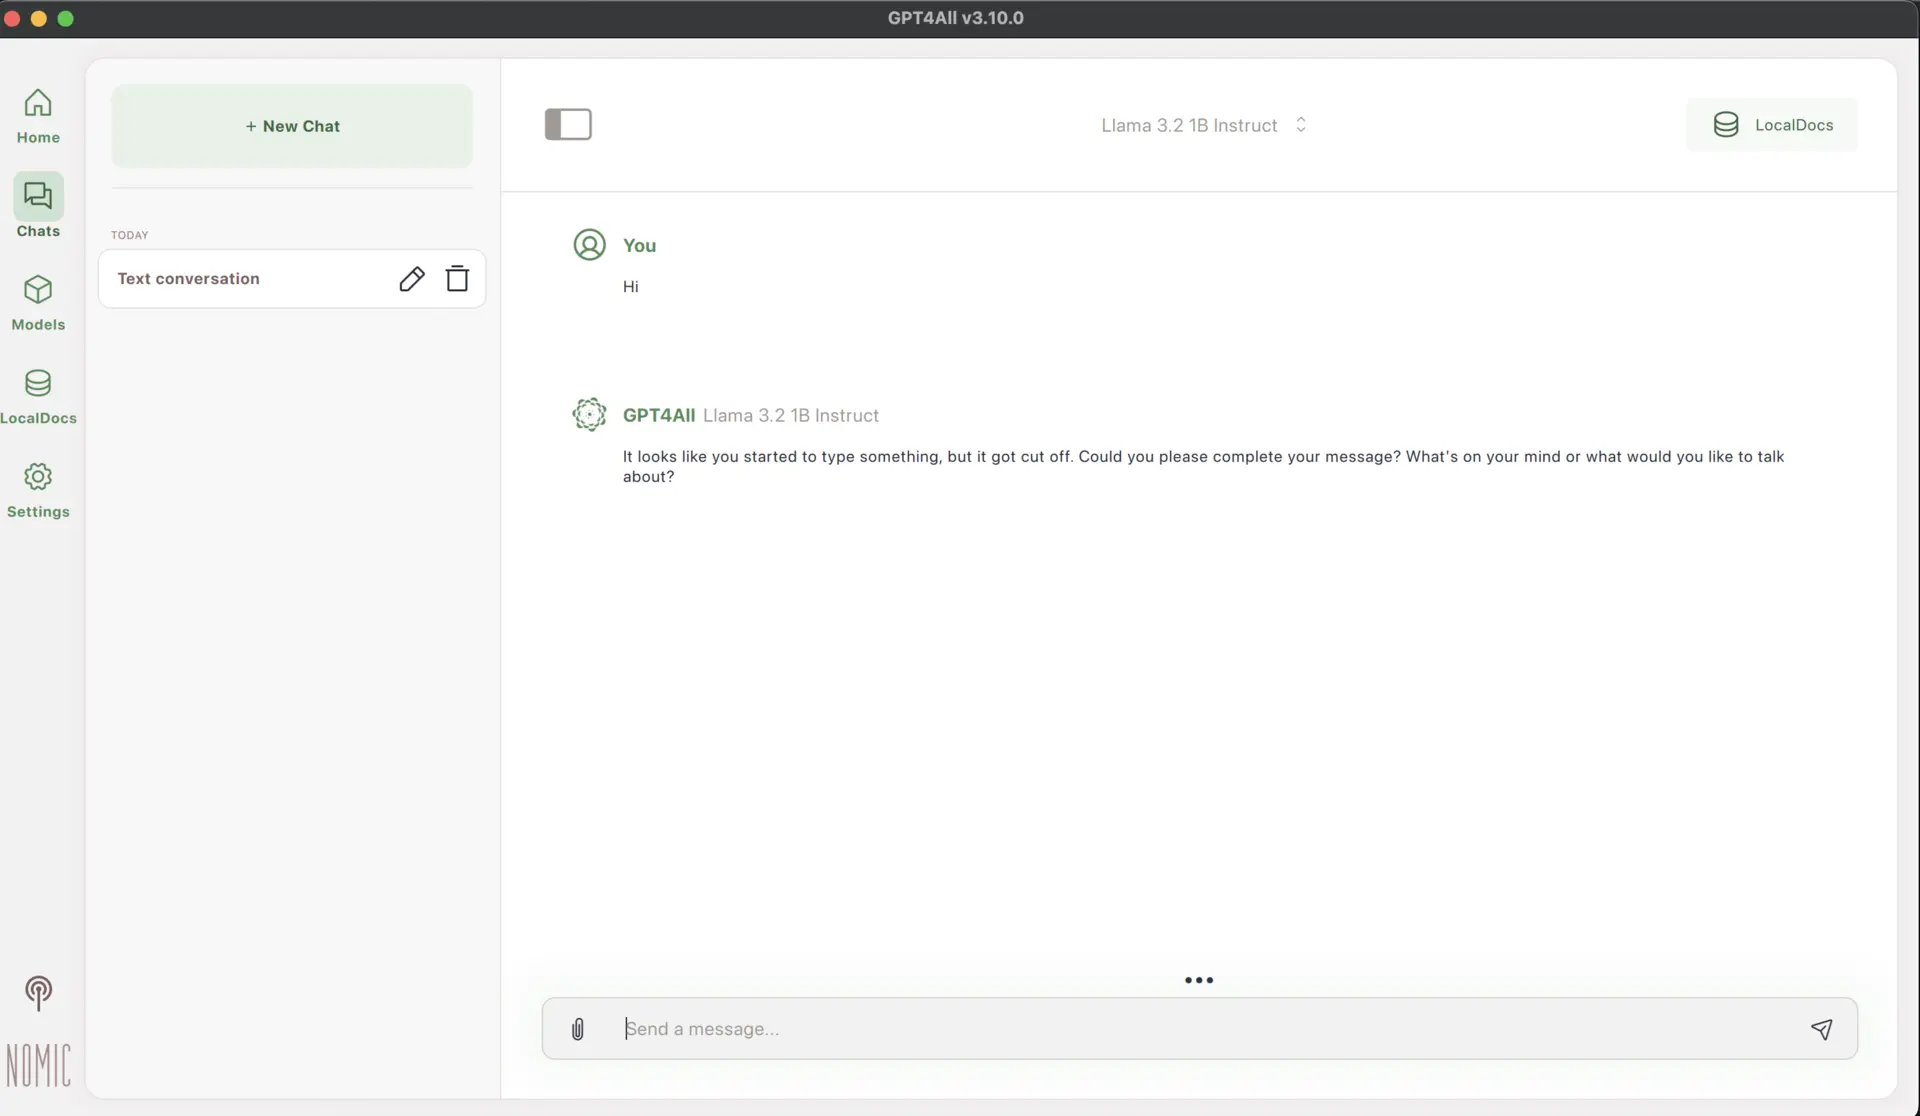 GPT4All v3.10.0
Home
Chats
Models
LocalDocs
Settings
NOMIC
+ New Chat
TODAY
Text conversation
Llama 3.2 1B Instruct
LocalDocs
You
Hi
GPT4All Llama 3.2 1B Instruct
It looks like you started to type something, but it got cut off. Could you please complete your message? What's on your mind or what would you like to talk
about?
Send a message...